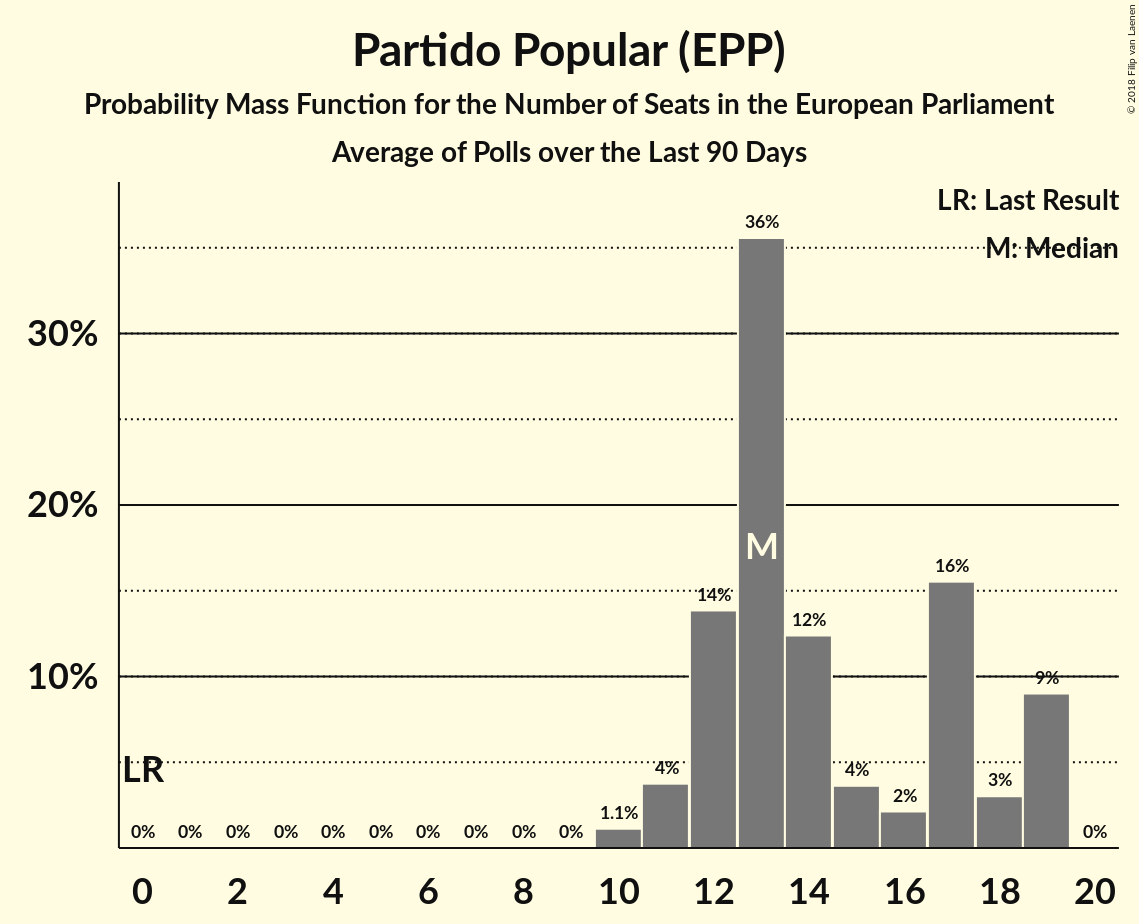 Partido Popular (EPP)
Probability Mass Function for the Number of Seats in the European Parliament
Average of Polls over the Last 90 Days
© 2018 Filip van Laenen
LR: Last Result
M: Median
36%
30%
20%
M
16%
14%
12%
10%
9%
LR
4%
4%
3%
2%
1.1%
0% 0% 0% 0% 0% 0% 0% 0% 0% 0% 0%
0 2 4 6 8 10 12 14 16 18 20